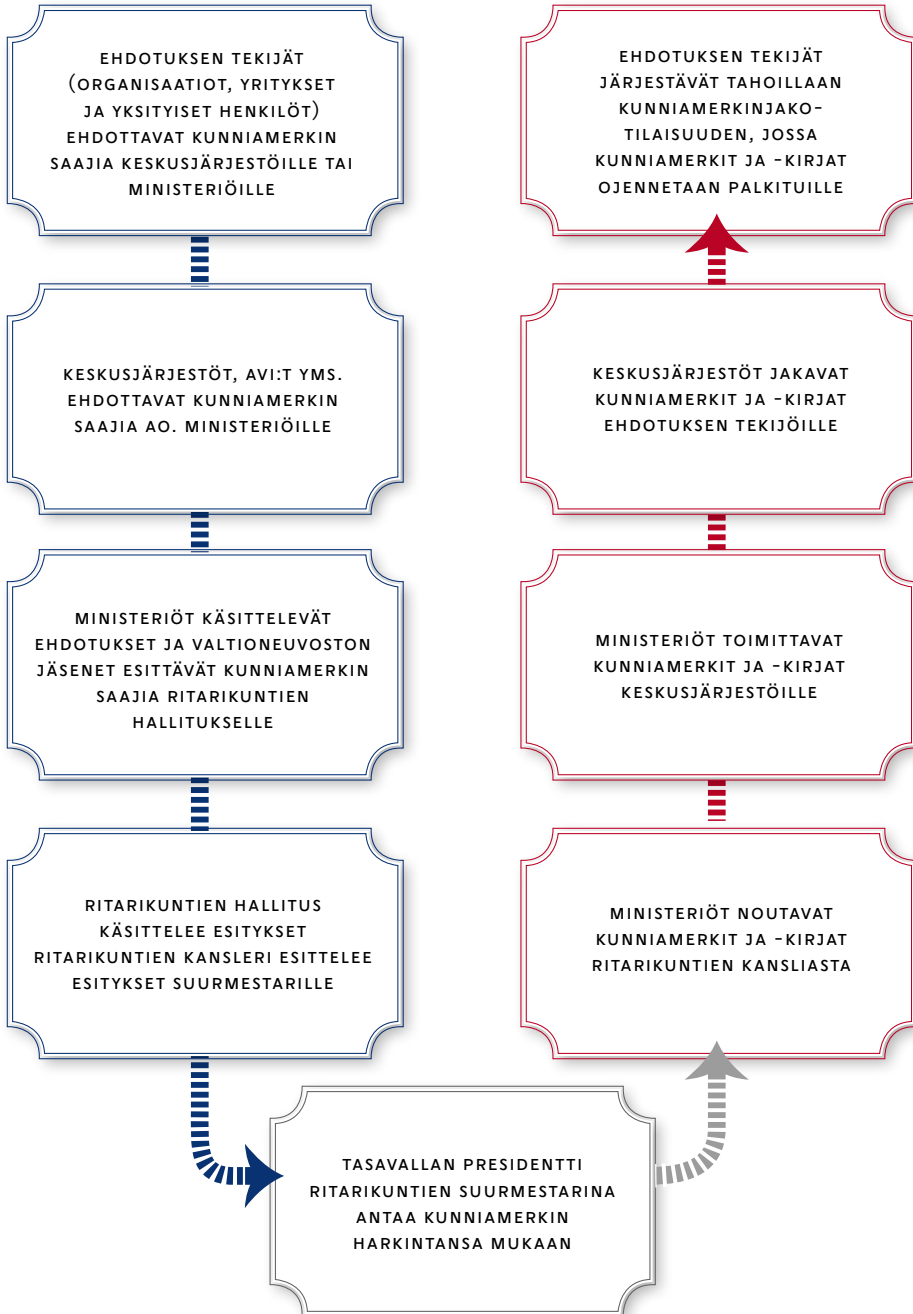 EHDOTUKSEN TEKIJÄT
(ORGANISAATIOT, YRITYKSET
JA YKSITYISET HENKILÖT)
EHDOTTAVAT KUNNIAMERKIN
SAAJIA KESKUSJÄRJESTÖILLE TAI
MINISTERIÖILLE
KESKUSJÄRJESTÖT, AVI:T YMS.
EHDOTTAVAT KUNNIAMERKIN
SAAJIA AO. MINISTERIÖILLE
MINISTERIÖT KÄSITTELEVÄT
EHDOTUKSET JA VALTIONEUVOSTON
JÄSENET ESITTÄVÄT KUNNIAMERKIN
SAAJIA RITARIKUNTIEN
HALLITUKSELLE
RITARIKUNTIEN HALLITUS
KÄSITTELEE ESITYKSET
RITARIKUNTIEN KANSLERI ESITTELEE
ESITYKSET SUURMESTARILLE
TASAVALLAN PRESIDENTTI
RITARIKUNTIEN SUURMESTARINA
ANTAA KUNNIAMERKIN
HARKINTANSA MUKAAN
MINISTERIÖT NOUTAVAT
KUNNIAMERKIT JA -KIRJAT
RITARIKUNTIEN KANSLIASTA
MINISTERIÖT TOIMITTAVAT
KUNNIAMERKIT JA -KIRJAT
KESKUSJÄRJESTÖILLE
KESKUSJÄRJESTÖT JAKAVAT
KUNNIAMERKIT JA -KIRJAT
EHDOTUKSEN TEKIJÖILLE
EHDOTUKSEN TEKIJÄT
JÄRJESTÄVÄT TAHOILLAAN
KUNNIAMERKINJAKO-
TILAISUUDEN, JOSSA
KUNNIAMERKIT JA -KIRJAT
OJENNETAAN PALKITUILLE